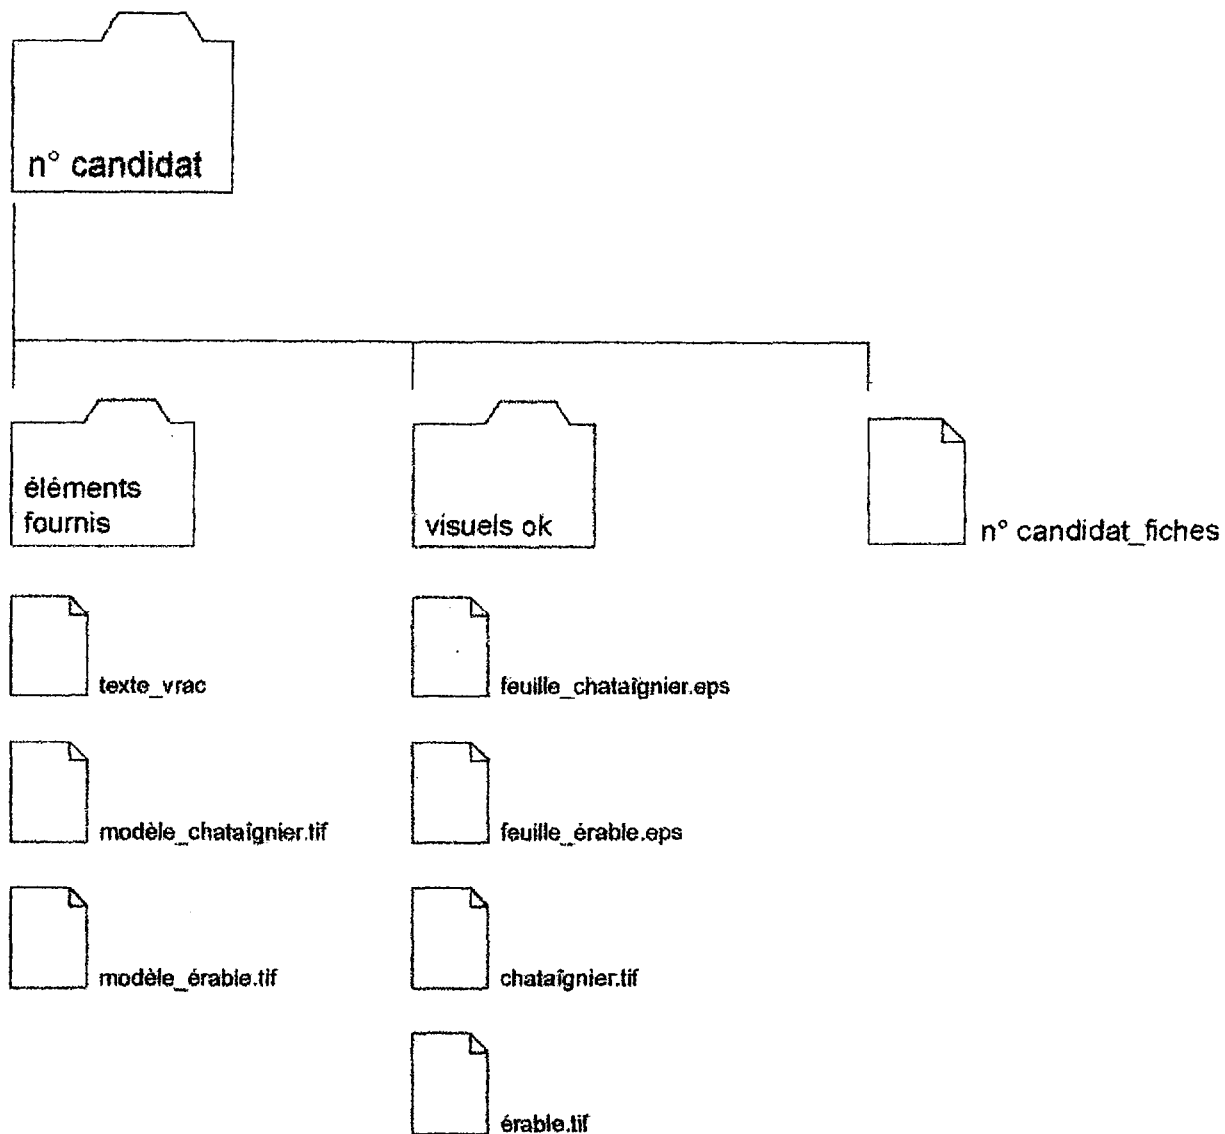 n° candidat
éléments
fournis
visuels ok
n° candidat_fiches
texte_vrac
feuille_chataîgnier.eps
modèle_chataîgnier.tif
feuille_érable.eps
modèle_érable.tif
chataîgnier.tif
érable.tif